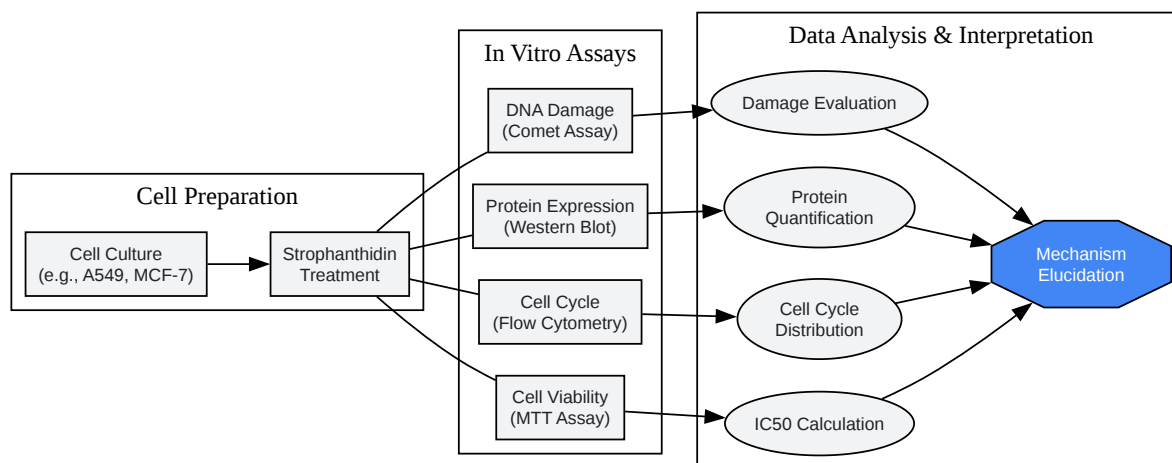 Cell Preparation
Cell Culture
(e.g., A549, MCF-7)
Strophanthidin
Treatment
In Vitro Assays
DNA Damage
(Comet Assay)
Protein Expression
(Western Blot)
Cell Cycle
(Flow Cytometry)
Cell Viability
(MTT Assay)
Data Analysis & Interpretation
Damage Evaluation
Protein
Quantification
Cell Cycle
Distribution
IC50 Calculation
Mechanism
Elucidation